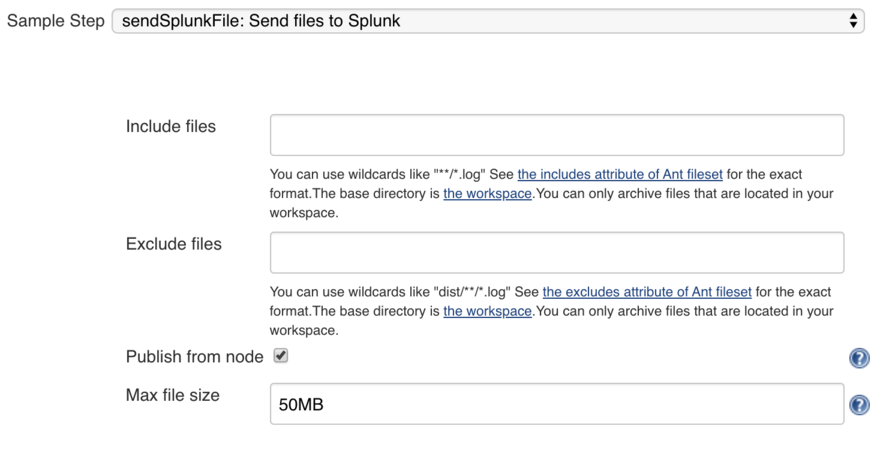 Sample Step sendSplunkFile: Send files to Splunk
Include files
You can use wildcards like "**/*.log" See the includes attribute of Ant fileset for the exact
format.The base directory is the workspace.You can only archive files that are located in your
workspace.
Exclude files
You can use wildcards like "dist/**/*.log" See the excludes attribute of Ant fileset for the exact
format.The base directory is the workspace.You can only archive files that are located in your
workspace.
Publish from node ?
Max file size 50MB ?